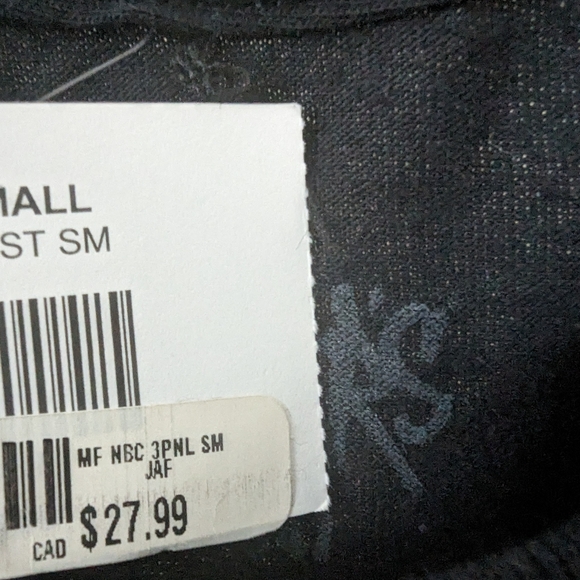 MALL
ST SM
MF NBC 3PNL SM
JAF
CAD $27.99